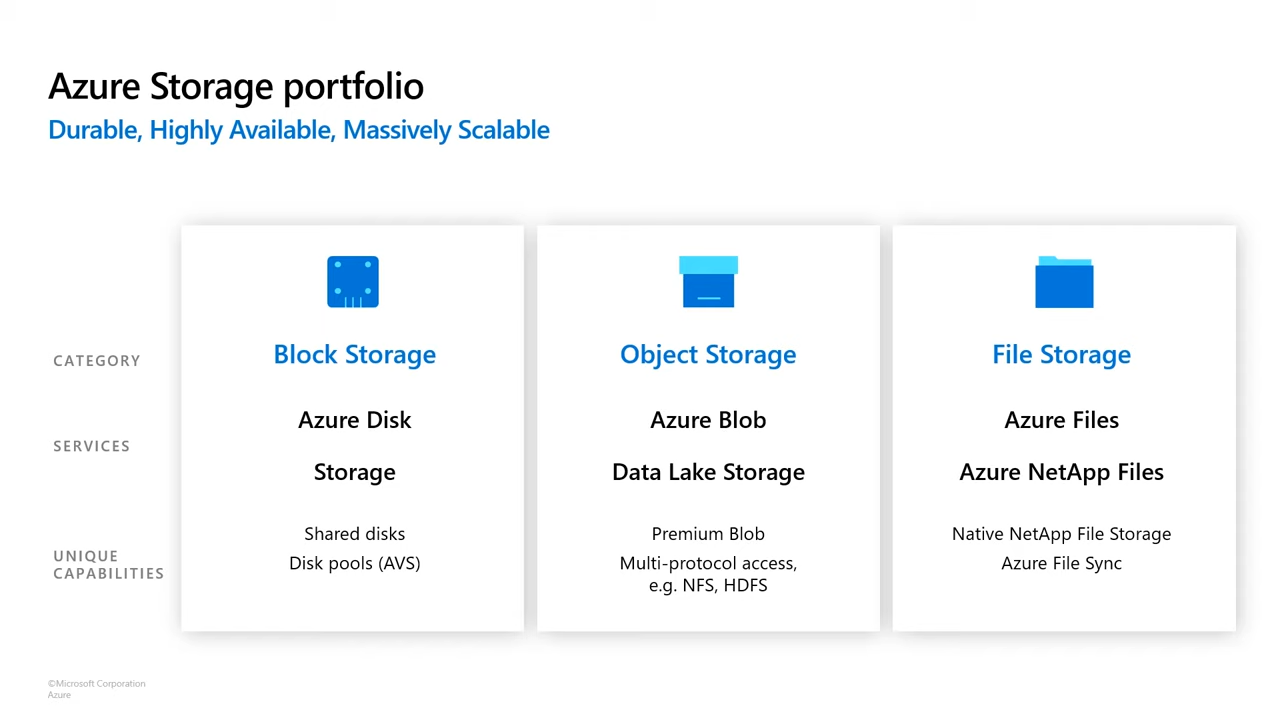 Azure Storage portfolio
Durable, Highly Available, Massively Scalable
CATEGORY
SERVICES
UNIQUE
CAPABILITIES
Block Storage
Azure Disk
Storage
Shared disks
Disk pools (AVS)
Object Storage
Azure Blob
Data Lake Storage
Premium Blob
Multi-protocol access,
e.g. NFS, HDFS
File Storage
Azure Files
Azure NetApp Files
Native NetApp File Storage
Azure File Sync
©Microsoft Corporation
Azure